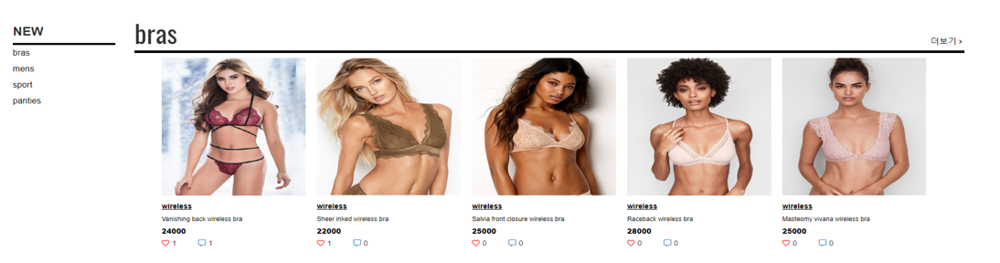 NEW
bras
mens
sport
panties
bras
더보기 >
wireless
Vanishing back wireless bra
24000
1 1
wireless
Sheer inked wireless bra
22000
1 0
wireless
Salvia front closure wireless bra
25000
0 0
wireless
Raceback wireless bra
28000
0 0
wireless
Masteomy vivana wireless bra
25000
0 0